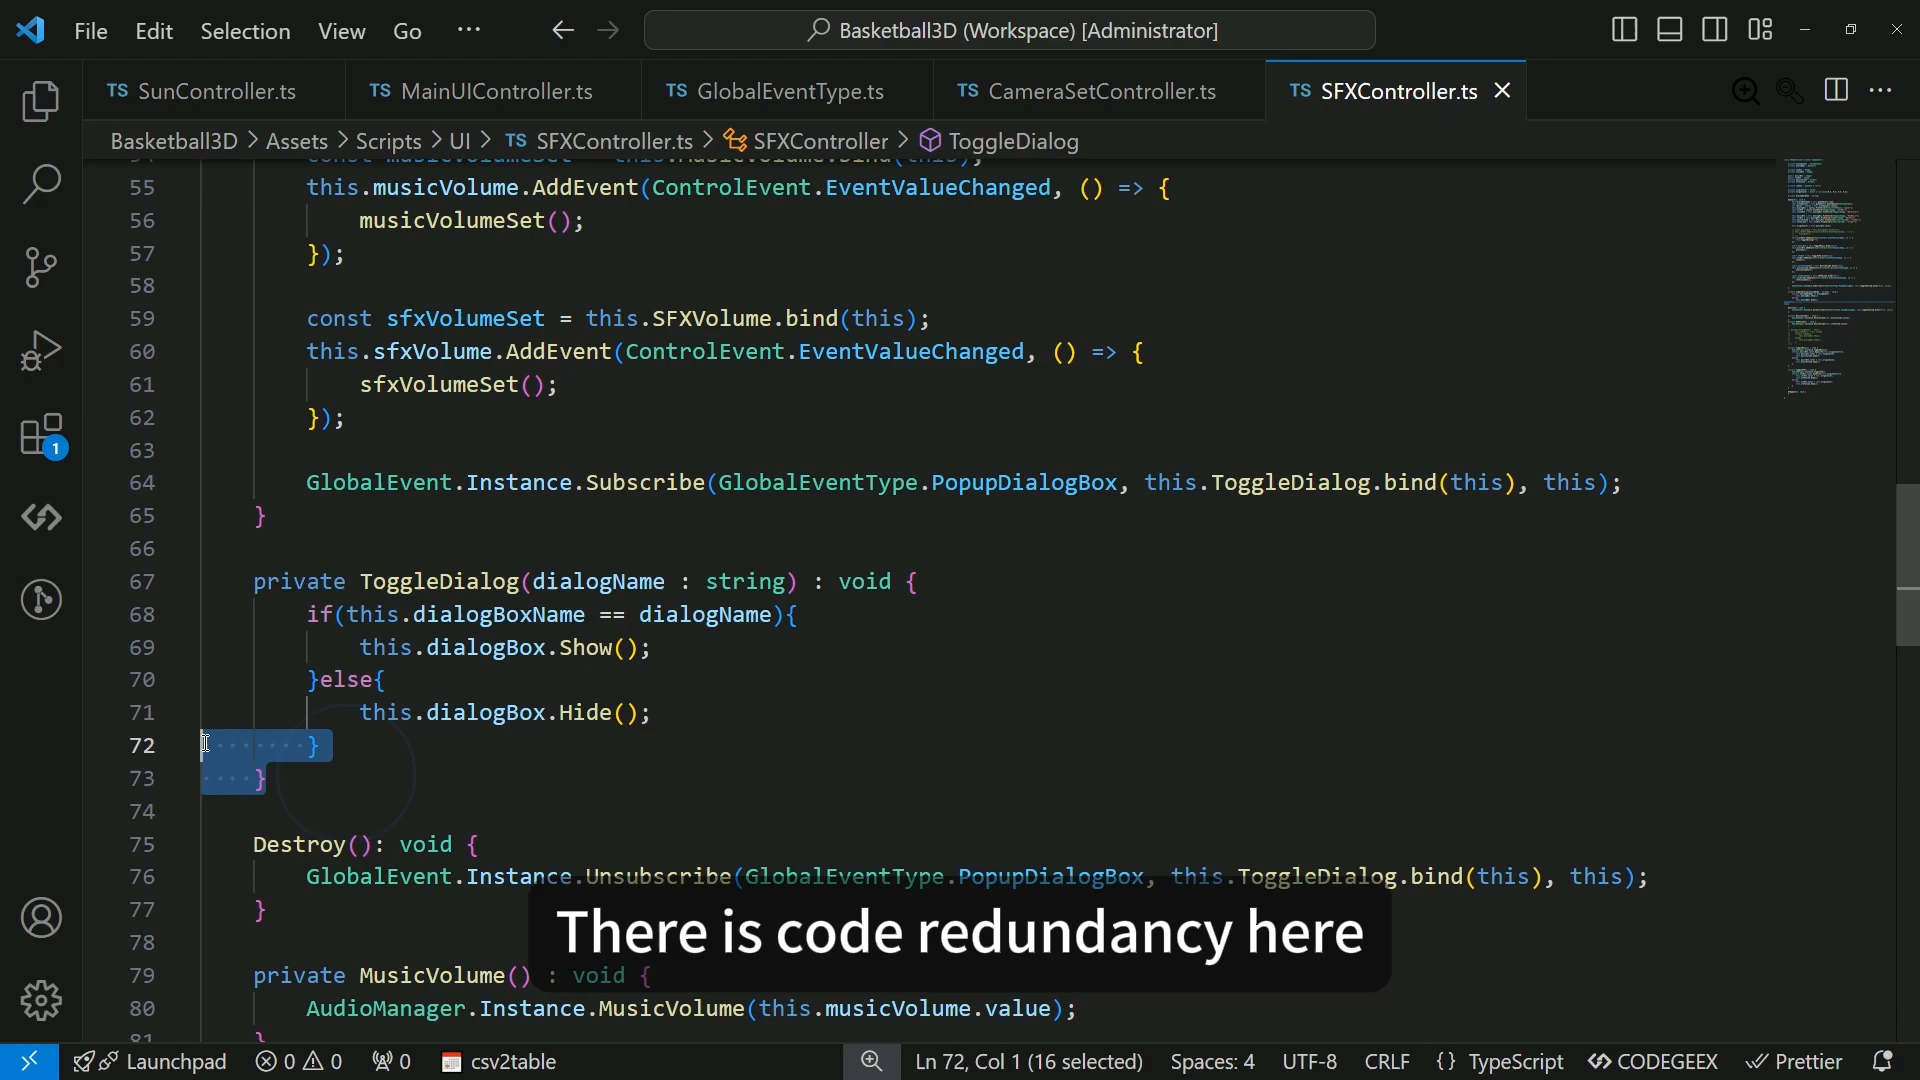 File Edit Selection View Go ··· Basketball3D (Workspace) [Administrator]
TS SunController.ts TS MainUIController.ts TS GlobalEventType.ts TS CameraSetController.ts TS SFXController.ts
Basketball3D > Assets > Scripts > UI > TS SFXController.ts > SFXController > ToggleDialog
55 this.musicVolume.AddEvent(ControlEvent.EventValueChanged, () => {
56 musicVolumeSet();
57 });
58
59 const sfxVolumeSet = this.SFXVolume.bind(this);
60 this.sfxVolume.AddEvent(ControlEvent.EventValueChanged, () => {
61 sfxVolumeSet();
62 });
63
64 GlobalEvent.Instance.Subscribe(GlobalEventType.PopupDialogBox, this.ToggleDialog.bind(this), this);
65 }
66
67 private ToggleDialog(dialogName : string) : void {
68 if(this.dialogBoxName == dialogName){
69 this.dialogBox.Show();
70 }else{
71 this.dialogBox.Hide();
72 }
73 }
74
75 Destroy(): void {
76 GlobalEvent.Instance.Unsubscribe(GlobalEventType.PopupDialogBox, this.ToggleDialog.bind(this), this);
77 }
78
There is code redundancy here
79 private MusicVolume() : void {
80 AudioManager.Instance.MusicVolume(this.musicVolume.value);
81 }
1
Launchpad 0 0 0 csv2table Ln 72, Col 1 (16 selected) Spaces: 4 UTF-8 CRLF {} TypeScript CODEGEEX Prettier